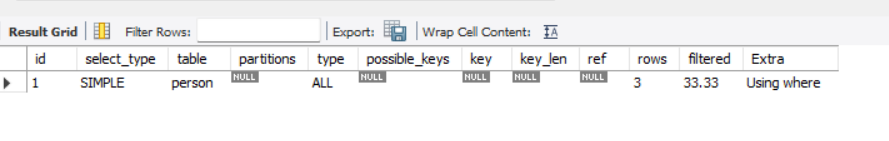 Result Grid Filter Rows: Export: Wrap Cell Content: IA
id select_type table partitions type possible_keys key key_len ref rows filtered Extra
1 SIMPLE person NULL ALL NULL NULL NULL NULL 3 33.33 Using where